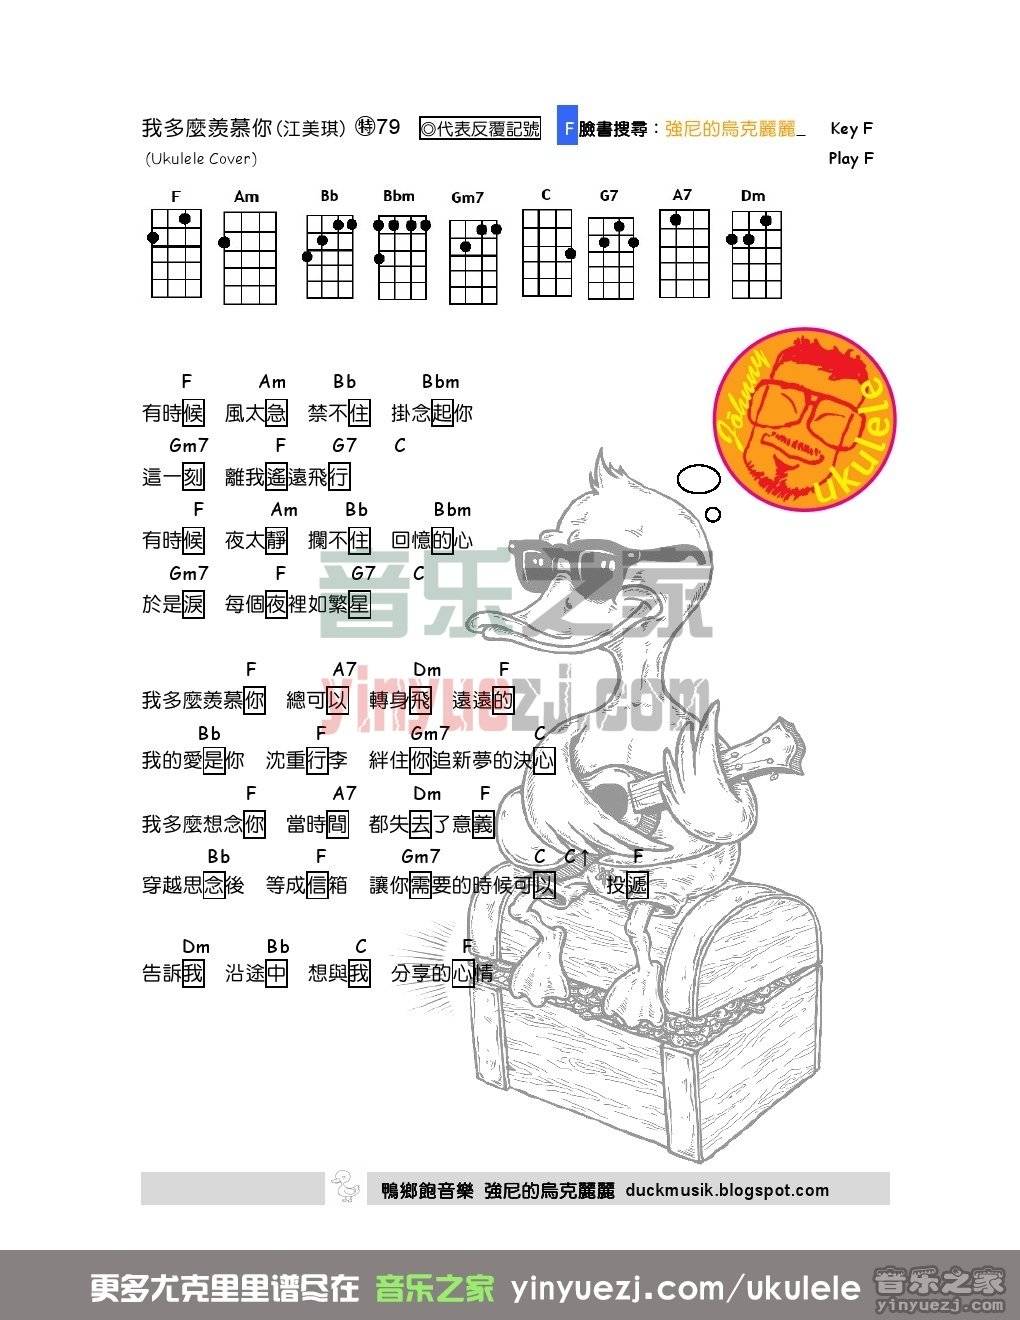 我多麼羨慕你(江美琪) 特79 ◎代表反覆記號 F 臉書搜尋：強尼的烏克麗麗_ Key F
(Ukulele Cover) Play F
F Am Bb Bbm Gm7 C G7 A7 Dm
Johnny ukulele
F Am Bb Bbm
有時候 風太急 禁不住 掛念起你
Gm7 F G7 C
這一刻 離我遙遠飛行
F Am Bb Bbm
有時候 夜太靜 攔不住 回憶的心
Gm7 F G7 C
於是淚 每個夜裡如繁星
音乐之家
yinyuezj.com
F A7 Dm F
我多麼羨慕你 總可以 轉身飛 遠遠的
Bb F Gm7 C
我的愛是你 沈重行李 絆住你追新夢的決心
F A7 Dm F
我多麼想念你 當時間 都失去了意義
Bb F Gm7 C C↑ F
穿越思念後 等成信箱 讓你需要的時候可以 投遞
Dm Bb C F
告訴我 沿途中 想與我 分享的心情
鴨鄉飽音樂 強尼的烏克麗麗 duckmusik.blogspot.com
更多尤克里里谱尽在 音乐之家 yinyuezj.com/ukulele
音乐之家
yinyuezj.com